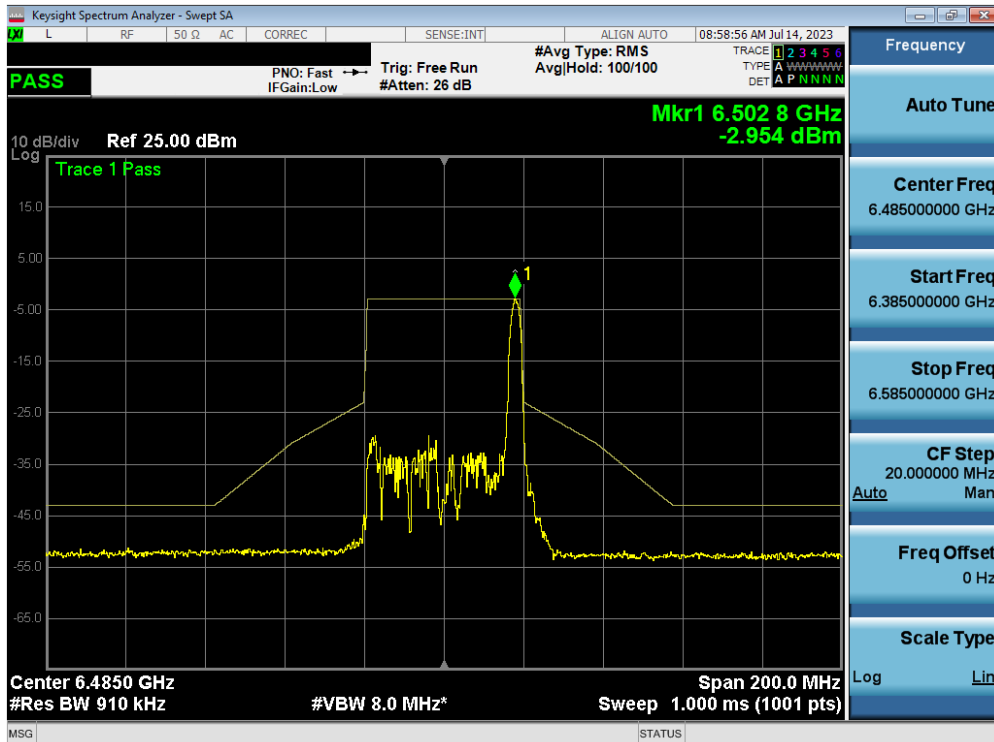 Keysight Spectrum Analyzer - Swept SA
LXI L RF 50 Ω AC CORREC SENSE:INT ALIGN AUTO 08:58:56 AM Jul 14, 2023
PASS
PNO: Fast
IFGain:Low
Trig: Free Run
#Atten: 26 dB
#Avg Type: RMS
Avg|Hold: 100/100
TRACE 1 2 3 4 5 6
TYPE A WWWWW
DET A P N N N N
Mkr1 6.502 8 GHz
-2.954 dBm
10 dB/div Ref 25.00 dBm
Log
Trace 1 Pass
15.0
5.00
-5.00
-15.0
-25.0
-35.0
-45.0
-55.0
-65.0
1
Center 6.4850 GHz Span 200.0 MHz
#Res BW 910 kHz #VBW 8.0 MHz* Sweep 1.000 ms (1001 pts)
MSG STATUS
Frequency
Auto Tune
Center Freq
6.485000000 GHz
Start Freq
6.385000000 GHz
Stop Freq
6.585000000 GHz
CF Step
20.000000 MHz
Auto Man
Freq Offset
0 Hz
Scale Type
Log Lin